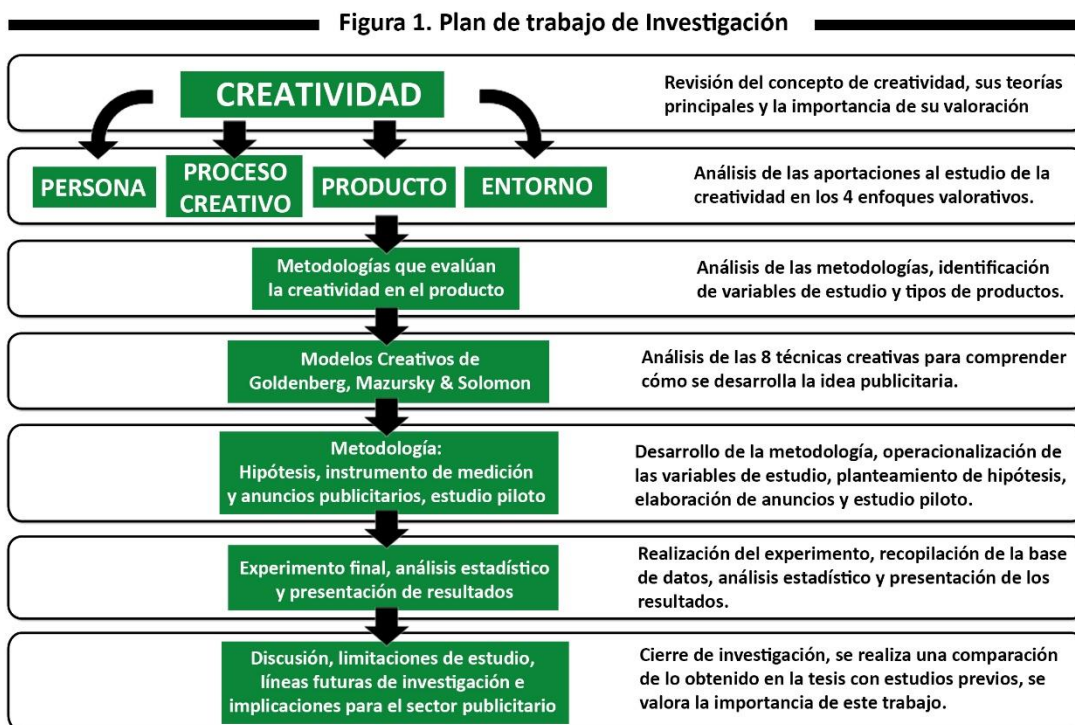 Figura 1. Plan de trabajo de Investigación
CREATIVIDAD
Revisión del concepto de creatividad, sus teorías
principales y la importancia de su valoración
PERSONA
PROCESO
CREATIVO
PRODUCTO
ENTORNO
Análisis de las aportaciones al estudio de la
creatividad en los 4 enfoques valorativos.
Metodologías que evalúan
la creatividad en el producto
Análisis de las metodologías, identificación
de variables de estudio y tipos de productos.
Modelos Creativos de
Goldenberg, Mazursky & Solomon
Análisis de las 8 técnicas creativas para comprender
cómo se desarrolla la idea publicitaria.
Metodología:
Hipótesis, instrumento de medición
y anuncios publicitarios, estudio piloto
Desarrollo de la metodología, operacionalización de
las variables de estudio, planteamiento de hipótesis,
elaboración de anuncios y estudio piloto.
Experimento final, análisis estadístico
y presentación de resultados
Realización del experimento, recopilación de la base
de datos, análisis estadístico y presentación de los
resultados.
Discusión, limitaciones de estudio,
líneas futuras de investigación e
implicaciones para el sector publicitario
Cierre de investigación, se realiza una comparación
de lo obtenido en la tesis con estudios previos, se
valora la importancia de este trabajo.